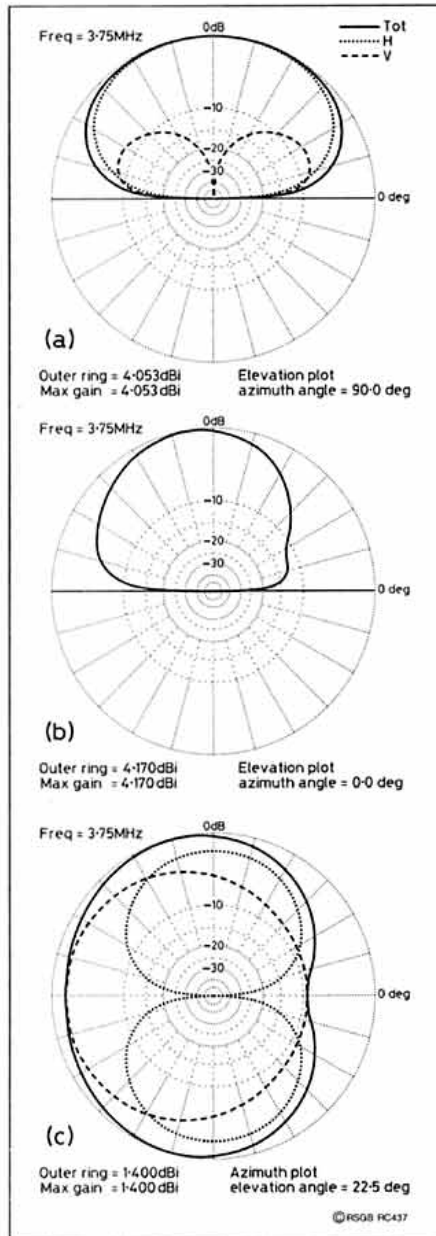 Freq = 3·75MHz
0dB
Tot
H
V
-10
-20
-30
0 deg
(a)
Outer ring = 4·053dBi
Max gain = 4·053dBi
Elevation plot
azimuth angle = 90·0 deg
Freq = 3·75MHz
0dB
-10
-20
-30
0 deg
(b)
Outer ring = 4·170dBi
Max gain = 4·170dBi
Elevation plot
azimuth angle = 0·0 deg
Freq = 3·75MHz
0dB
-10
-20
-30
0 deg
(c)
Outer ring = 1·400dBi
Max gain = 1·400dBi
Azimuth plot
elevation angle = 22·5 deg
©RSGB RC437